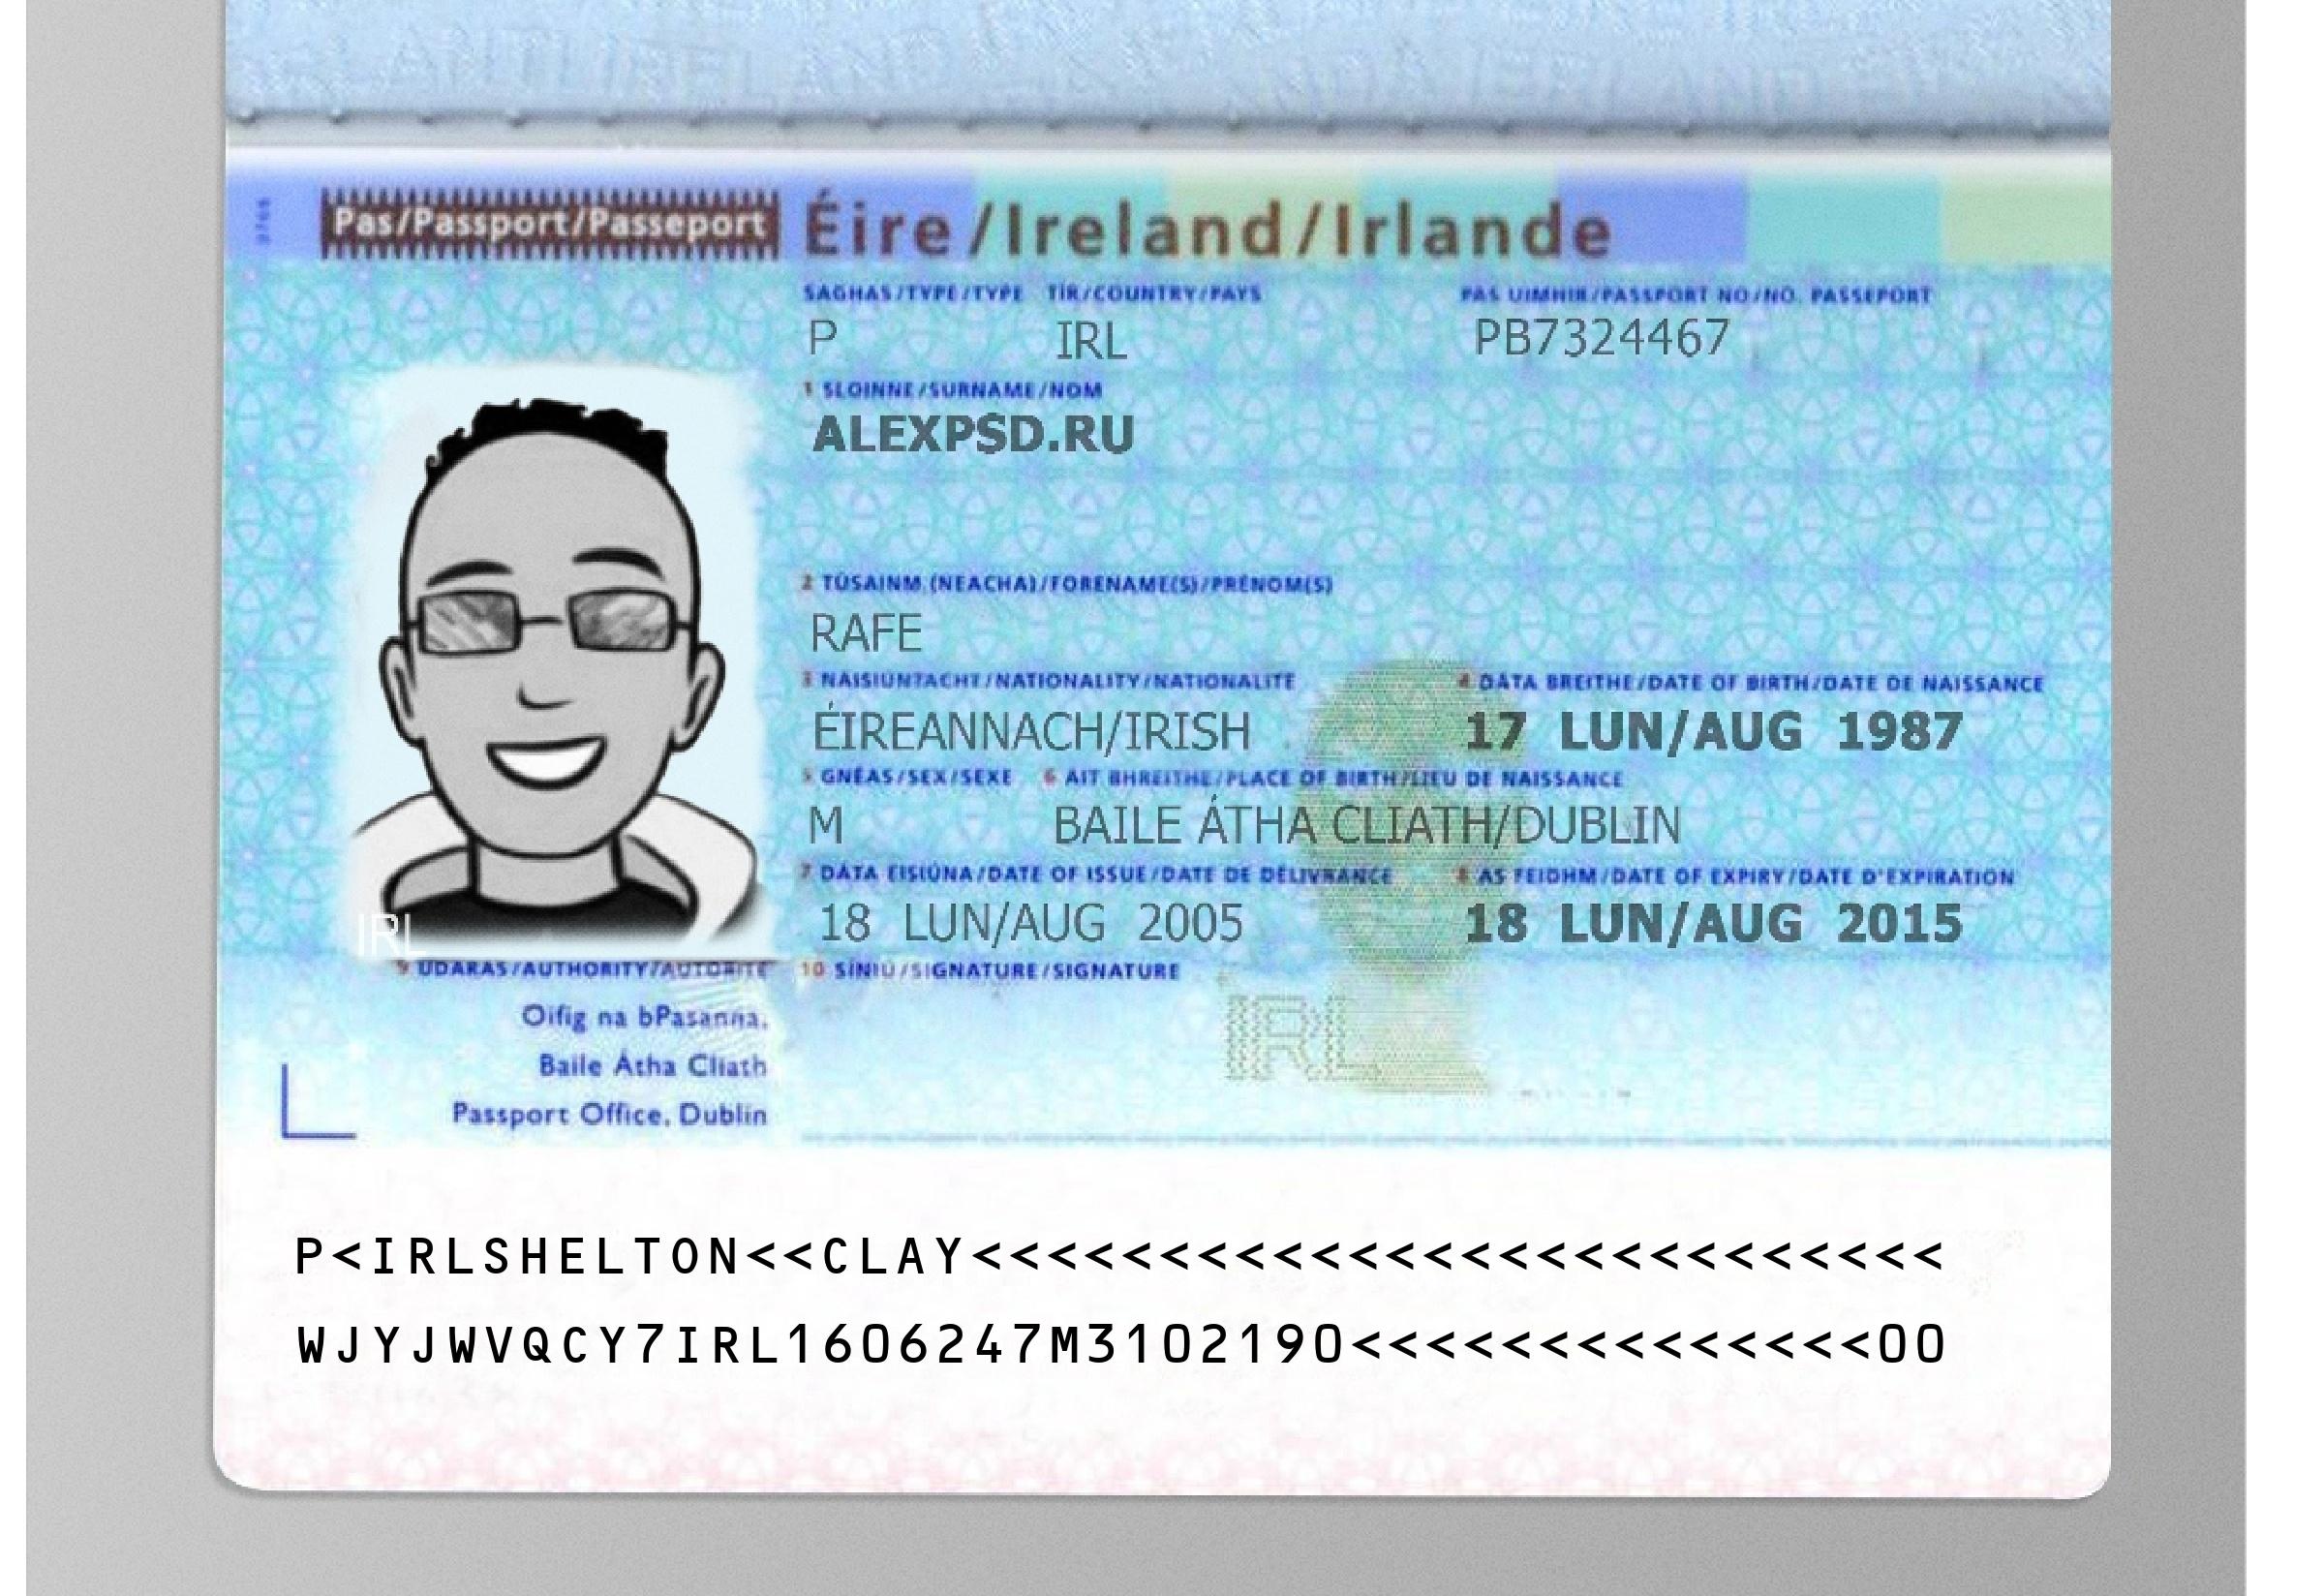 Pas/Passport/Passeport Éire/Ireland/Irlande
SAGHAS/TYPE/TYPE TÍR/COUNTRY/PAYS PAS UIMHIR/PASSPORT NO/NO. PASSEPORT
P IRL PB7324467
1 SLOINNE/SURNAME/NOM
ALEXPSD.RU
2 TÚSAINM (NEACHA)/FORENAME(S)/PRÉNOM(S)
RAFE
3 NÁISIÚNTACHT/NATIONALITY/NATIONALITÉ 4 DÁTA BREITHE/DATE OF BIRTH/DATE DE NAISSANCE
ÉIREANNACH/IRISH 17 LUN/AUG 1987
5 GNÉAS/SEX/SEXE 6 ÁIT BHREITHE/PLACE OF BIRTH/LIEU DE NAISSANCE
M BAILE ÁTHA CLIATH/DUBLIN
7 DÁTA EISIÚNA/DATE OF ISSUE/DATE DE DÉLIVRANCE 8 AS FEIDHM/DATE OF EXPIRY/DATE D'EXPIRATION
18 LUN/AUG 2005 18 LUN/AUG 2015
IRL
9 ÚDARÁS/AUTHORITY/AUTORITÉ 10 SÍNIÚ/SIGNATURE/SIGNATURE
Oifig na bPasanna,
Baile Átha Cliath
Passport Office, Dublin
IRL
P<IRLSHELTON<<CLAY<<<<<<<<<<<<<<<<<<<<<<<<<<
WJYJWVQCY7IRL1606247M3102190<<<<<<<<<<<<<<00